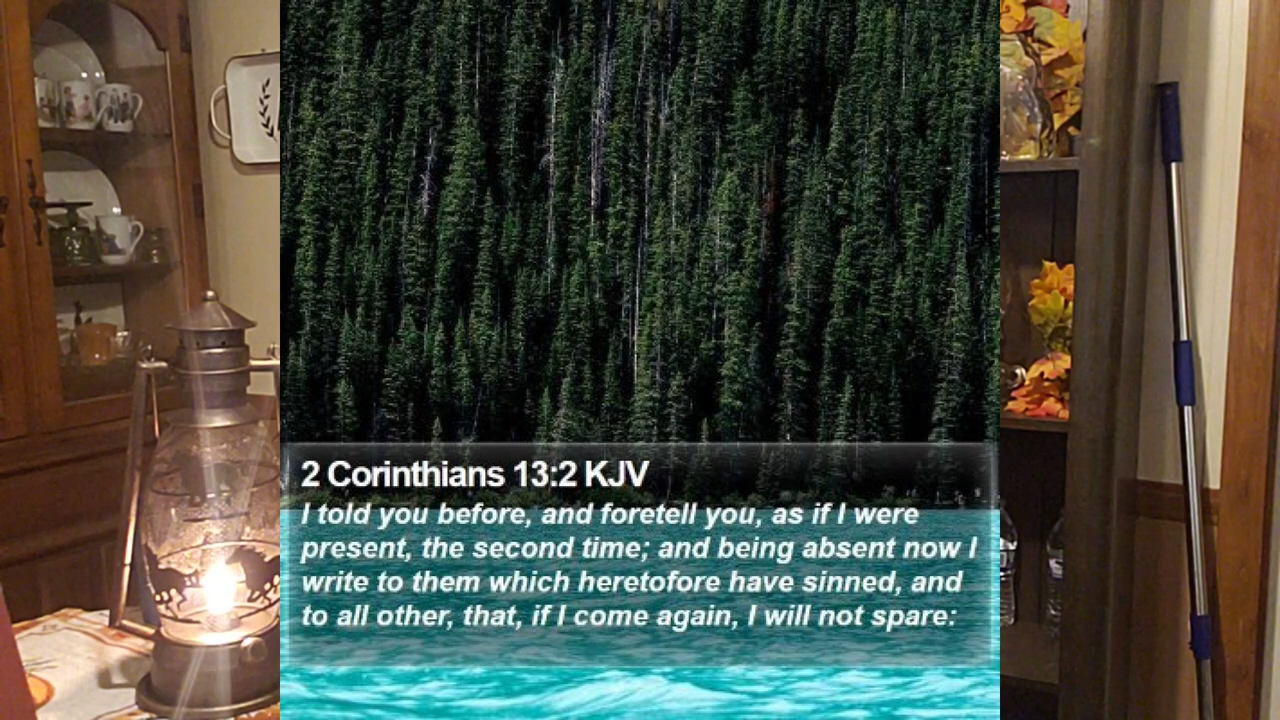 2 Corinthians 13:2 KJV
I told you before, and foretell you, as if I were
present, the second time; and being absent now I
write to them which heretofore have sinned, and
to all other, that, if I come again, I will not spare: